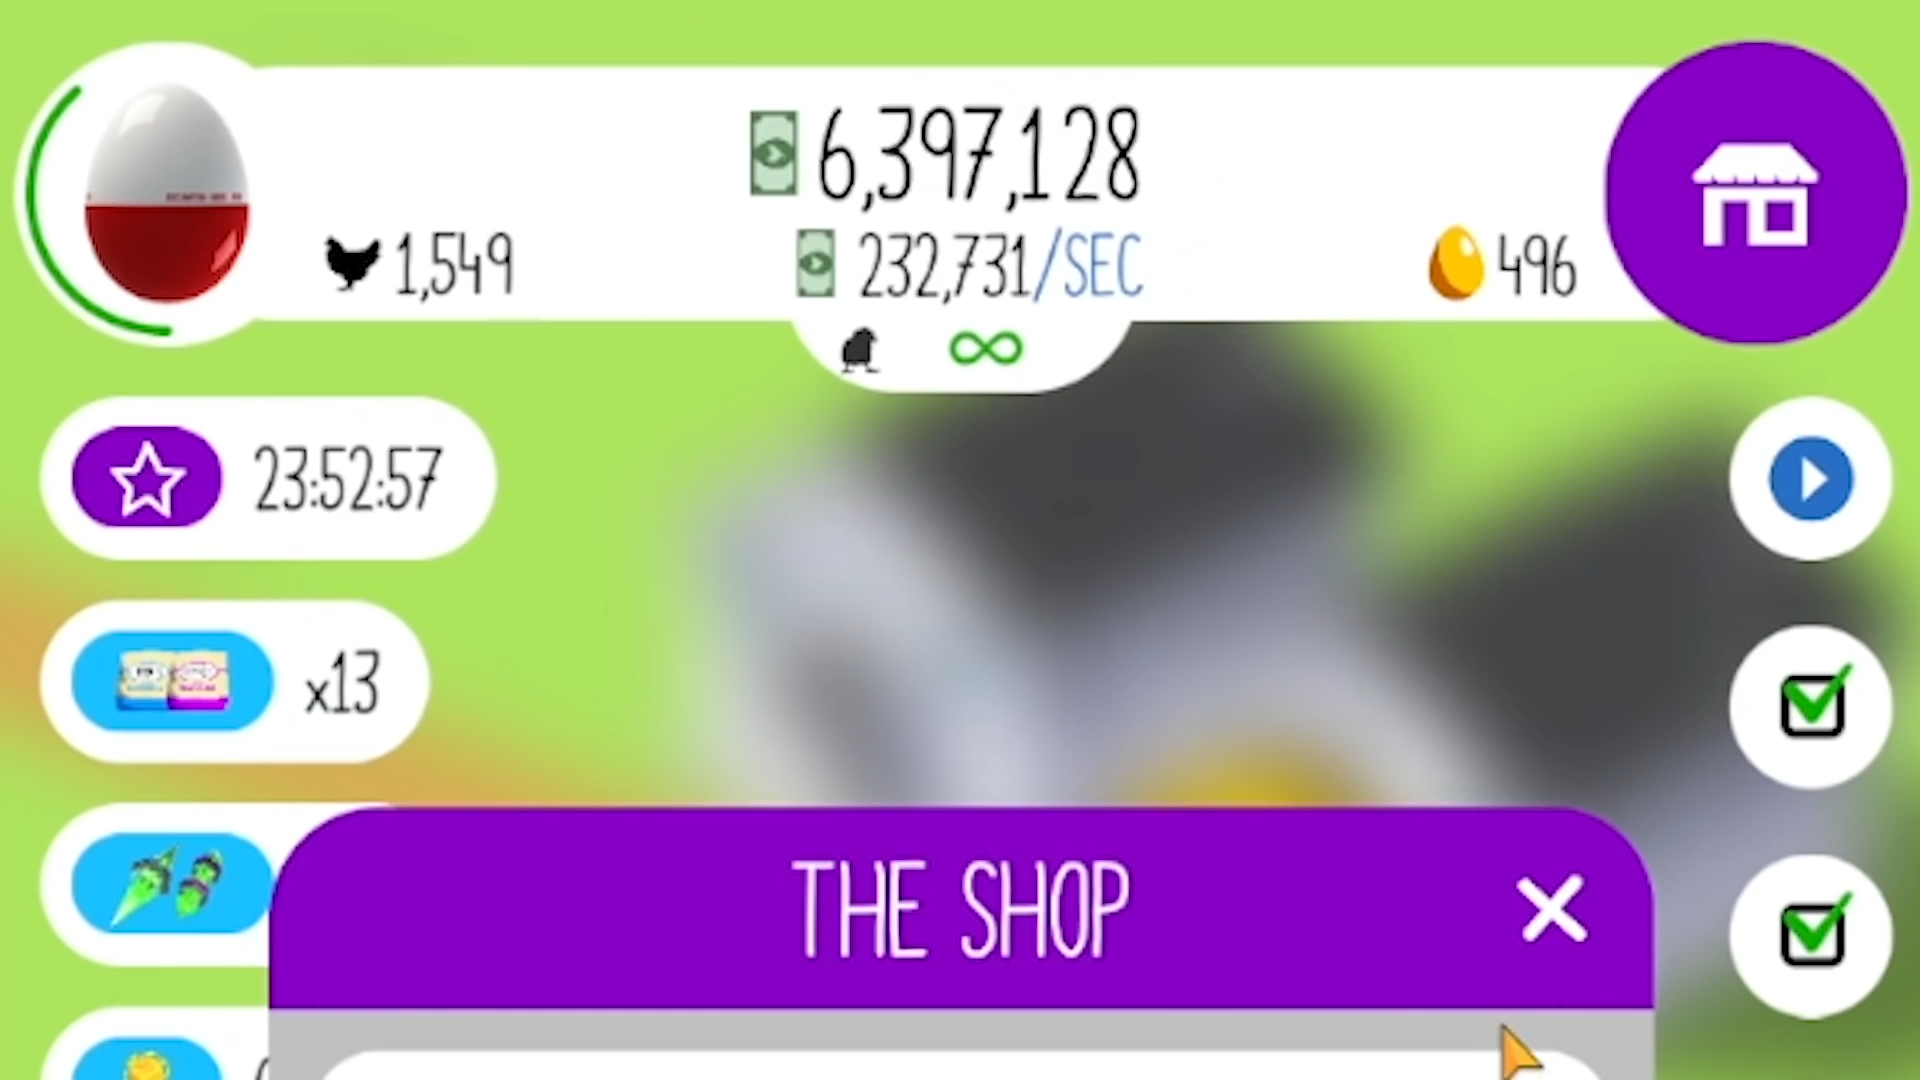 6,397,128
1,549
232,731/SEC
496
23:52:57
x13
THE SHOP